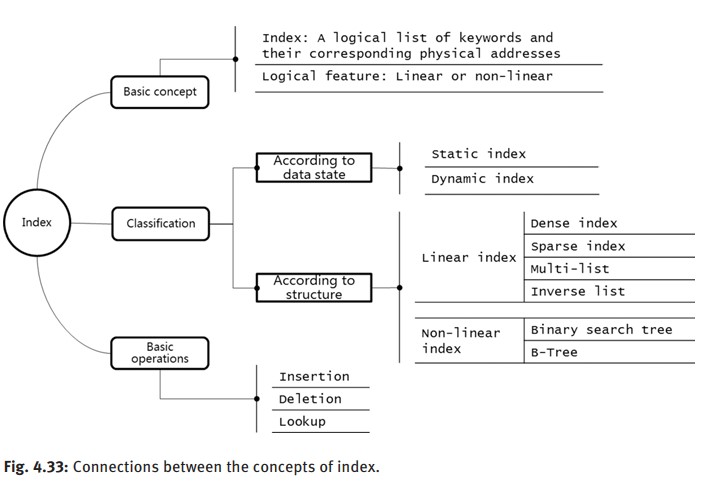 Index: A logical list of keywords and
their corresponding physical addresses
Logical feature: Linear or non-linear
Basic concept
According to
data state
Static index
Dynamic index
Index
Classification
According to
structure
Linear index
Dense index
Sparse index
Multi-list
Inverse list
Non-linear
index
Binary search tree
B-Tree
Basic
operations
Insertion
Deletion
Lookup
Fig. 4.33: Connections between the concepts of index.